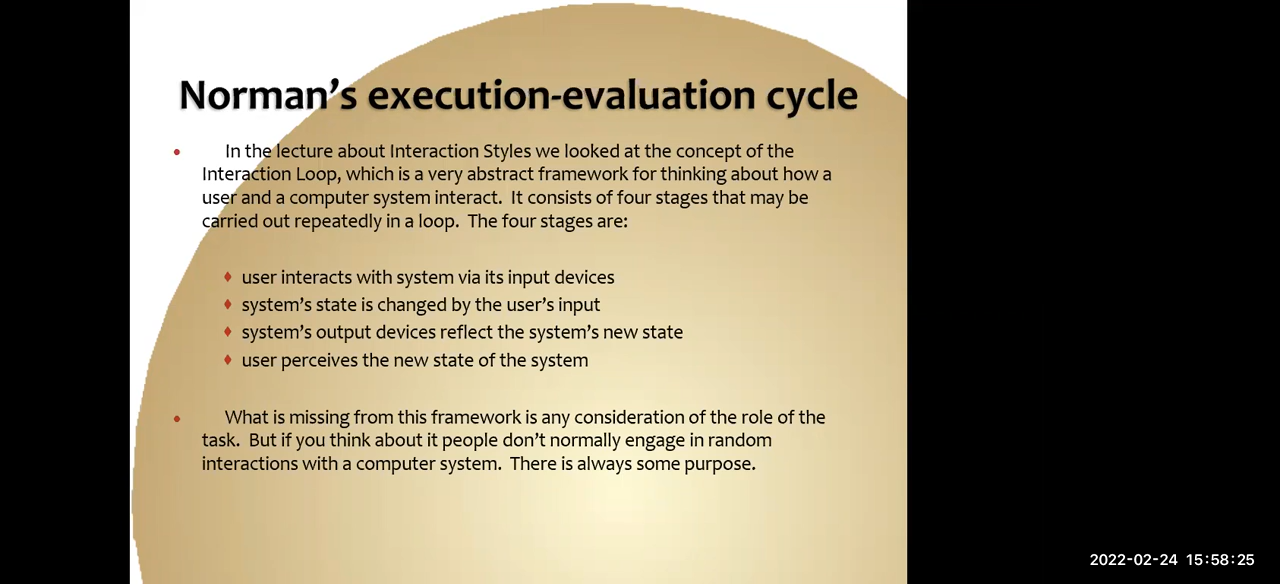 Norman's execution-evaluation cycle
• In the lecture about Interaction Styles we looked at the concept of the
Interaction Loop, which is a very abstract framework for thinking about how a
user and a computer system interact.  It consists of four stages that may be
carried out repeatedly in a loop.  The four stages are:
♦ user interacts with system via its input devices
♦ system's state is changed by the user's input
♦ system's output devices reflect the system's new state
♦ user perceives the new state of the system
• What is missing from this framework is any consideration of the role of the
task.  But if you think about it people don't normally engage in random
interactions with a computer system.  There is always some purpose.
2022-02-24 15:58:25